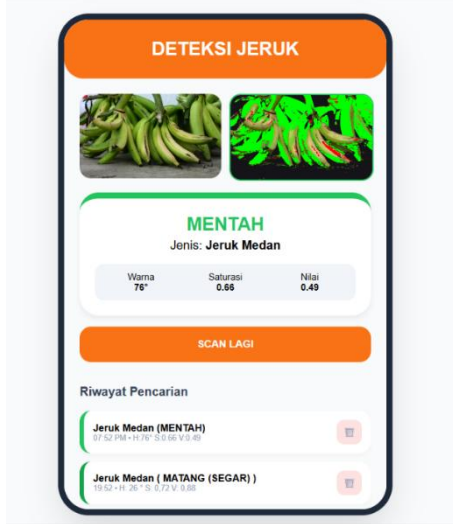 DETEKSI JERUK
MENTAH
Jenis: Jeruk Medan
Warna Saturasi Nilai
76° 0.66 0.49
SCAN LAGI
Riwayat Pencarian
Jeruk Medan (MENTAH)
07:52 PM • H:76° S:0.66 V:0.49
Jeruk Medan ( MATANG (SEGAR) )
19:52 • H: 26 ° S: 0,72 V: 0,88